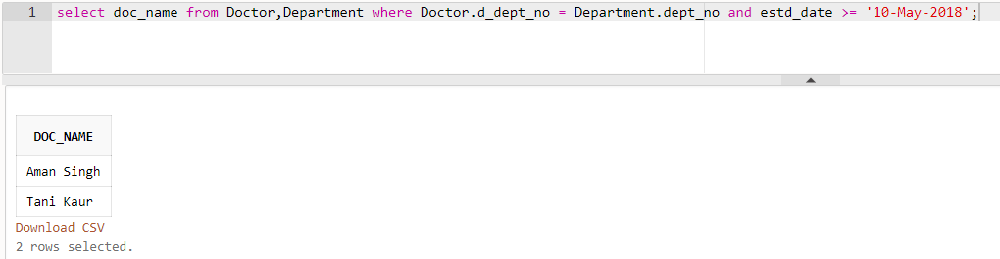 1 select doc_name from Doctor,Department where Doctor.d_dept_no = Department.dept_no and estd_date >= '10-May-2018';
DOC_NAME
Aman Singh
Tani Kaur
Download CSV
2 rows selected.